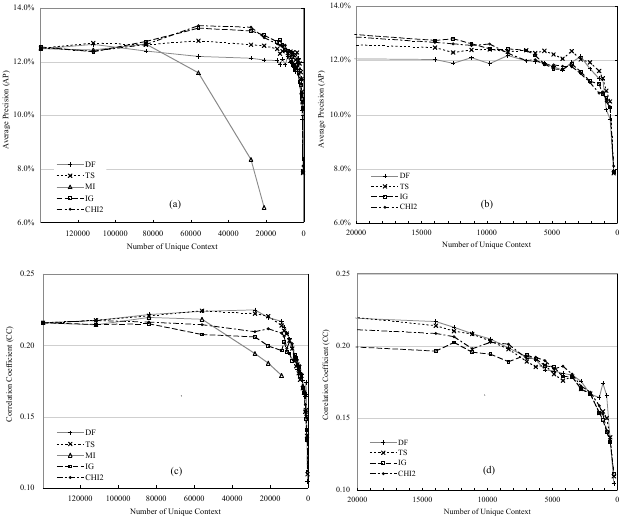 14.0%
12.0%
10.0%
8.0%
6.0%
Average Precision (AP)
DF
TS
MI
IG
CHI2
(a)
120000 100000 80000 60000 40000 20000 0
Number of Unique Context
14.0%
12.0%
10.0%
8.0%
6.0%
Average Precision (AP)
DF
TS
IG
CHI2
(b)
20000 15000 10000 5000 0
Number of Unique Context
0.25
0.20
0.15
0.10
Correlation Coefficient (CC)
DF
TS
MI
IG
CHI2
(c)
120000 100000 80000 60000 40000 20000 0
Number of Unique Context
0.25
0.20
0.15
0.10
Correlation Coefficient (CC)
DF
TS
IG
CHI2
(d)
20000 15000 10000 5000 0
Number of Unique Context